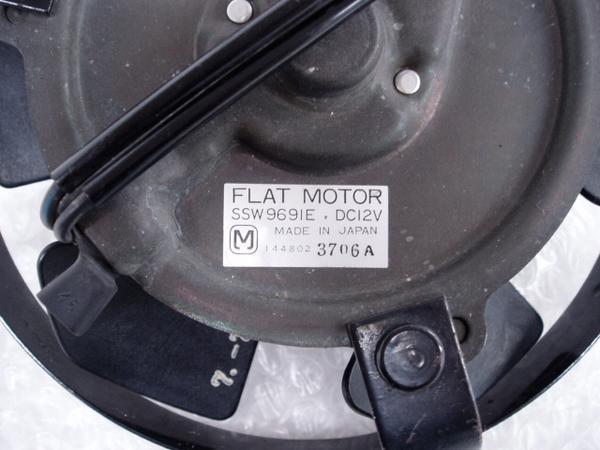 FLAT MOTOR
SSW9691E . DC12V
M MADE IN JAPAN
144802 3706A